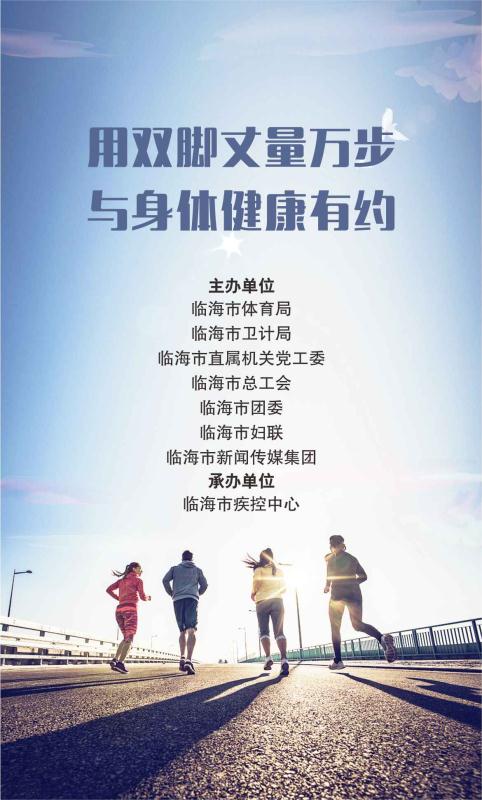 用双脚丈量万步
与身体健康有约
主办单位
临海市体育局
临海市卫计局
临海市直属机关党工委
临海市总工会
临海市团委
临海市妇联
临海市新闻传媒集团
承办单位
临海市疾控中心